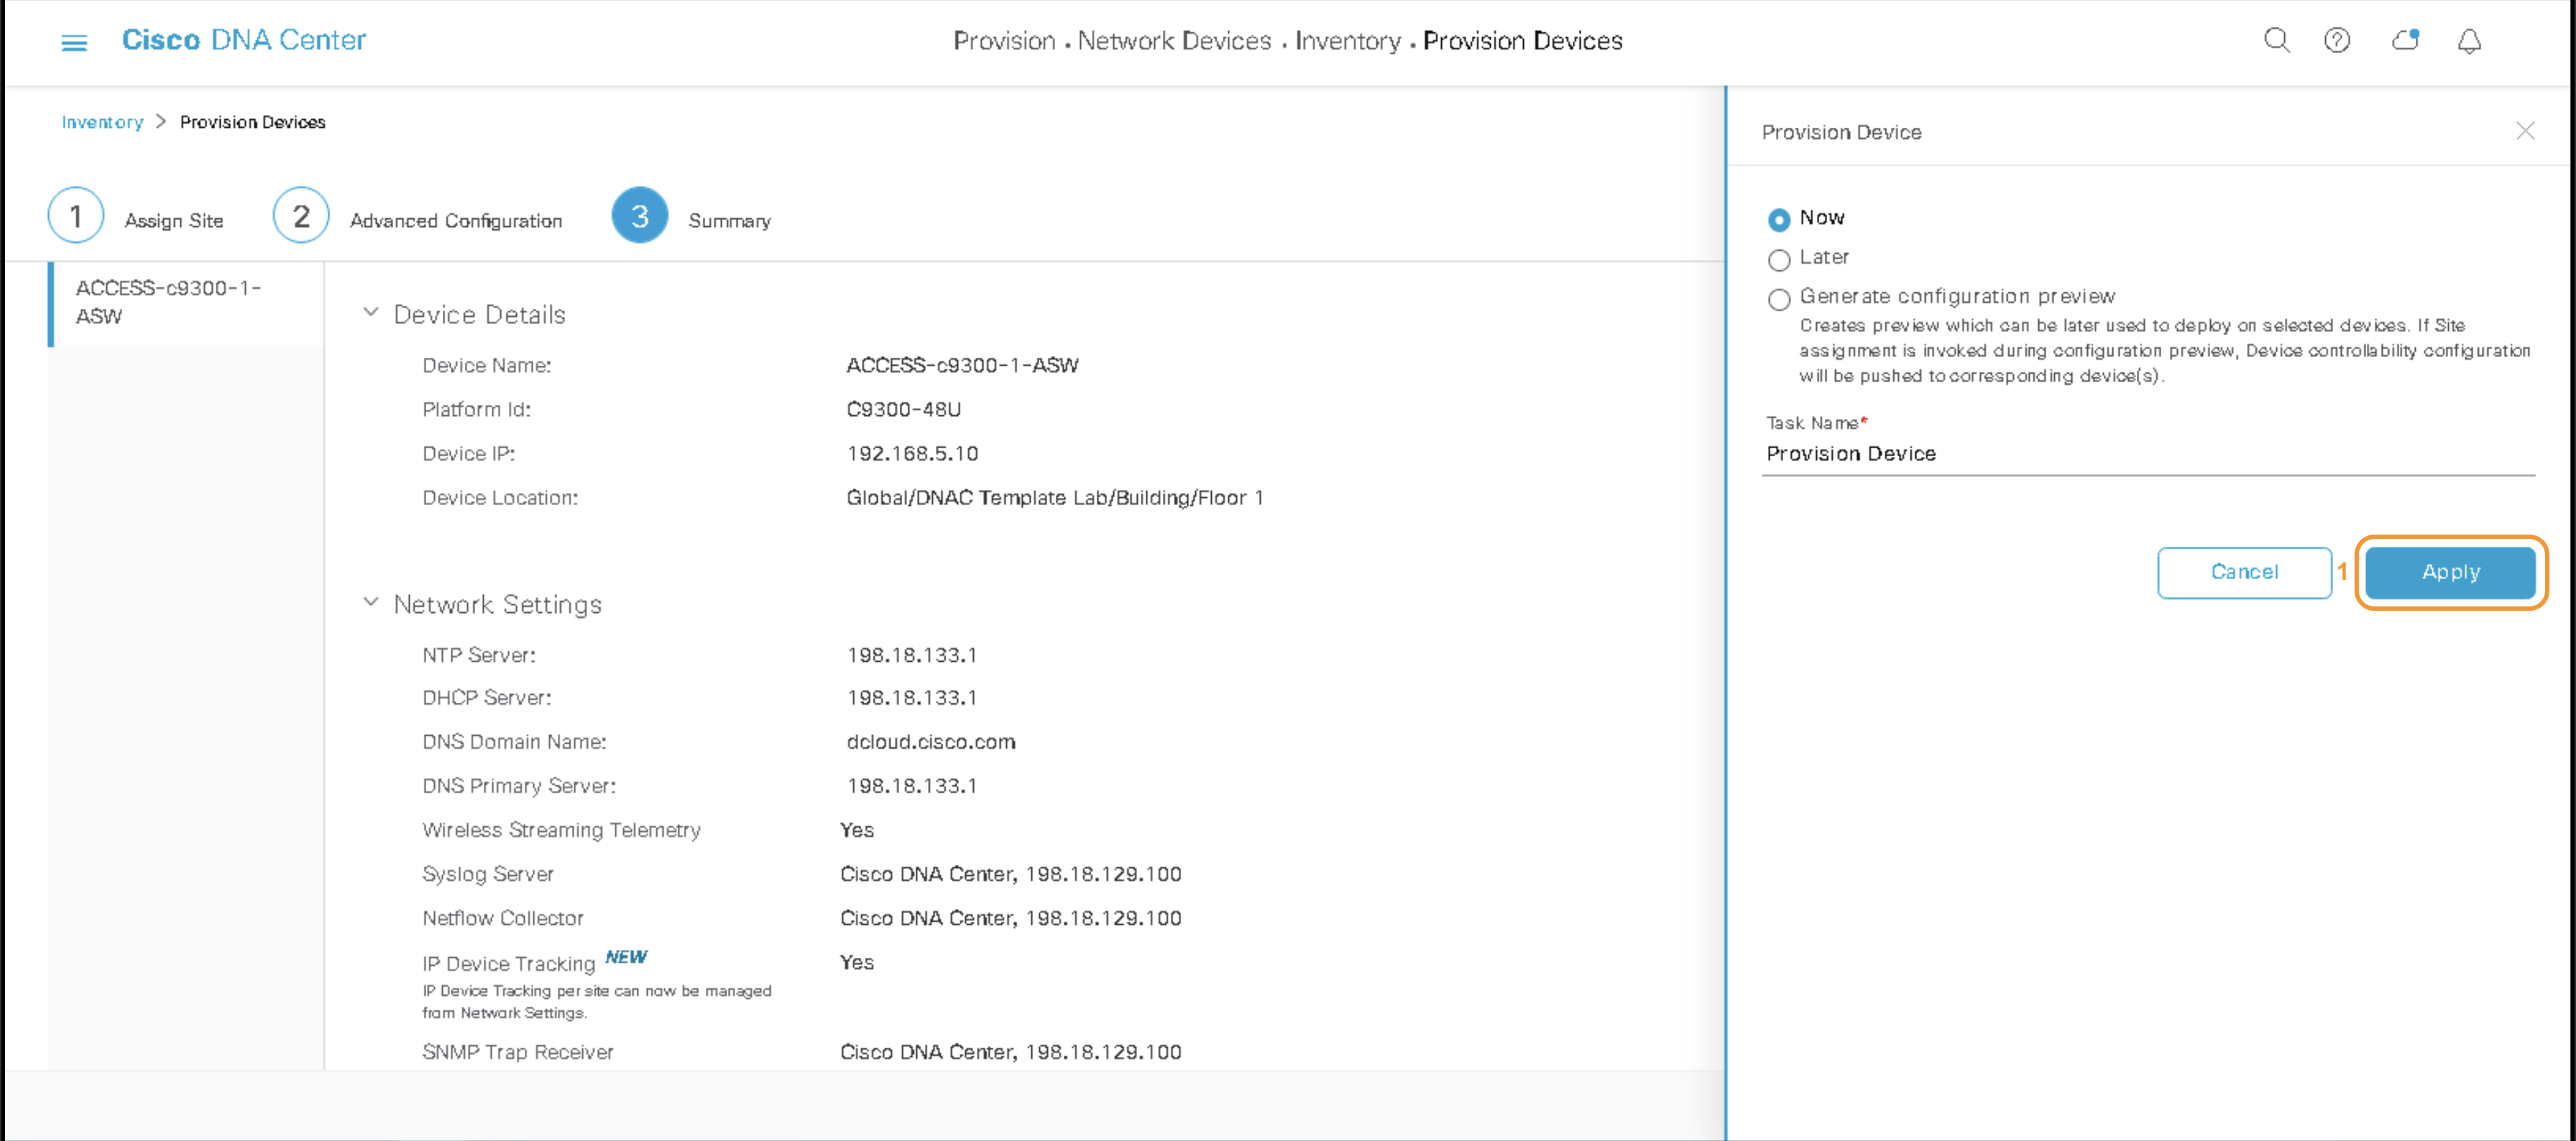 Cisco DNA Center
Provision • Network Devices • Inventory • Provision Devices
Inventory > Provision Devices
1 Assign Site 2 Advanced Configuration 3 Summary
ACCESS-c9300-1-
ASW
Device Details
Device Name: ACCESS-c9300-1-ASW
Platform Id: C9300-48U
Device IP: 192.168.5.10
Device Location: Global/DNAC Template Lab/Building/Floor 1
Network Settings
NTP Server: 198.18.133.1
DHCP Server: 198.18.133.1
DNS Domain Name: dcloud.cisco.com
DNS Primary Server: 198.18.133.1
Wireless Streaming Telemetry Yes
Syslog Server Cisco DNA Center, 198.18.129.100
Netflow Collector Cisco DNA Center, 198.18.129.100
IP Device Tracking NEW Yes
IP Device Tracking per site can now be managed
from Network Settings.
SNMP Trap Receiver Cisco DNA Center, 198.18.129.100
Provision Device
Now
Later
Generate configuration preview
Creates preview which can be later used to deploy on selected devices. If Site
assignment is invoked during configuration preview, Device controllability configuration
will be pushed to corresponding device(s).
Task Name*
Provision Device
Cancel 1 Apply